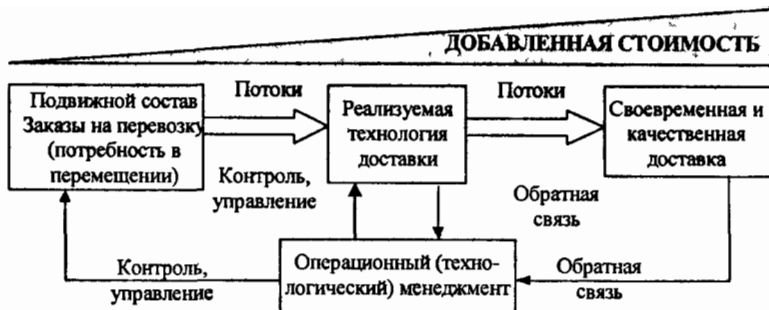 ДОБАВЛЕННАЯ СТОИМОСТЬ
Подвижной состав
Заказы на перевозку
(потребность в
перемещении)
Потоки
Реализуемая
технология
доставки
Потоки
Своевременная и
качественная
доставка
Контроль,
управление
Обратная
связь
Контроль,
управление
Операционный (техно-
логический) менеджмент
Обратная
связь